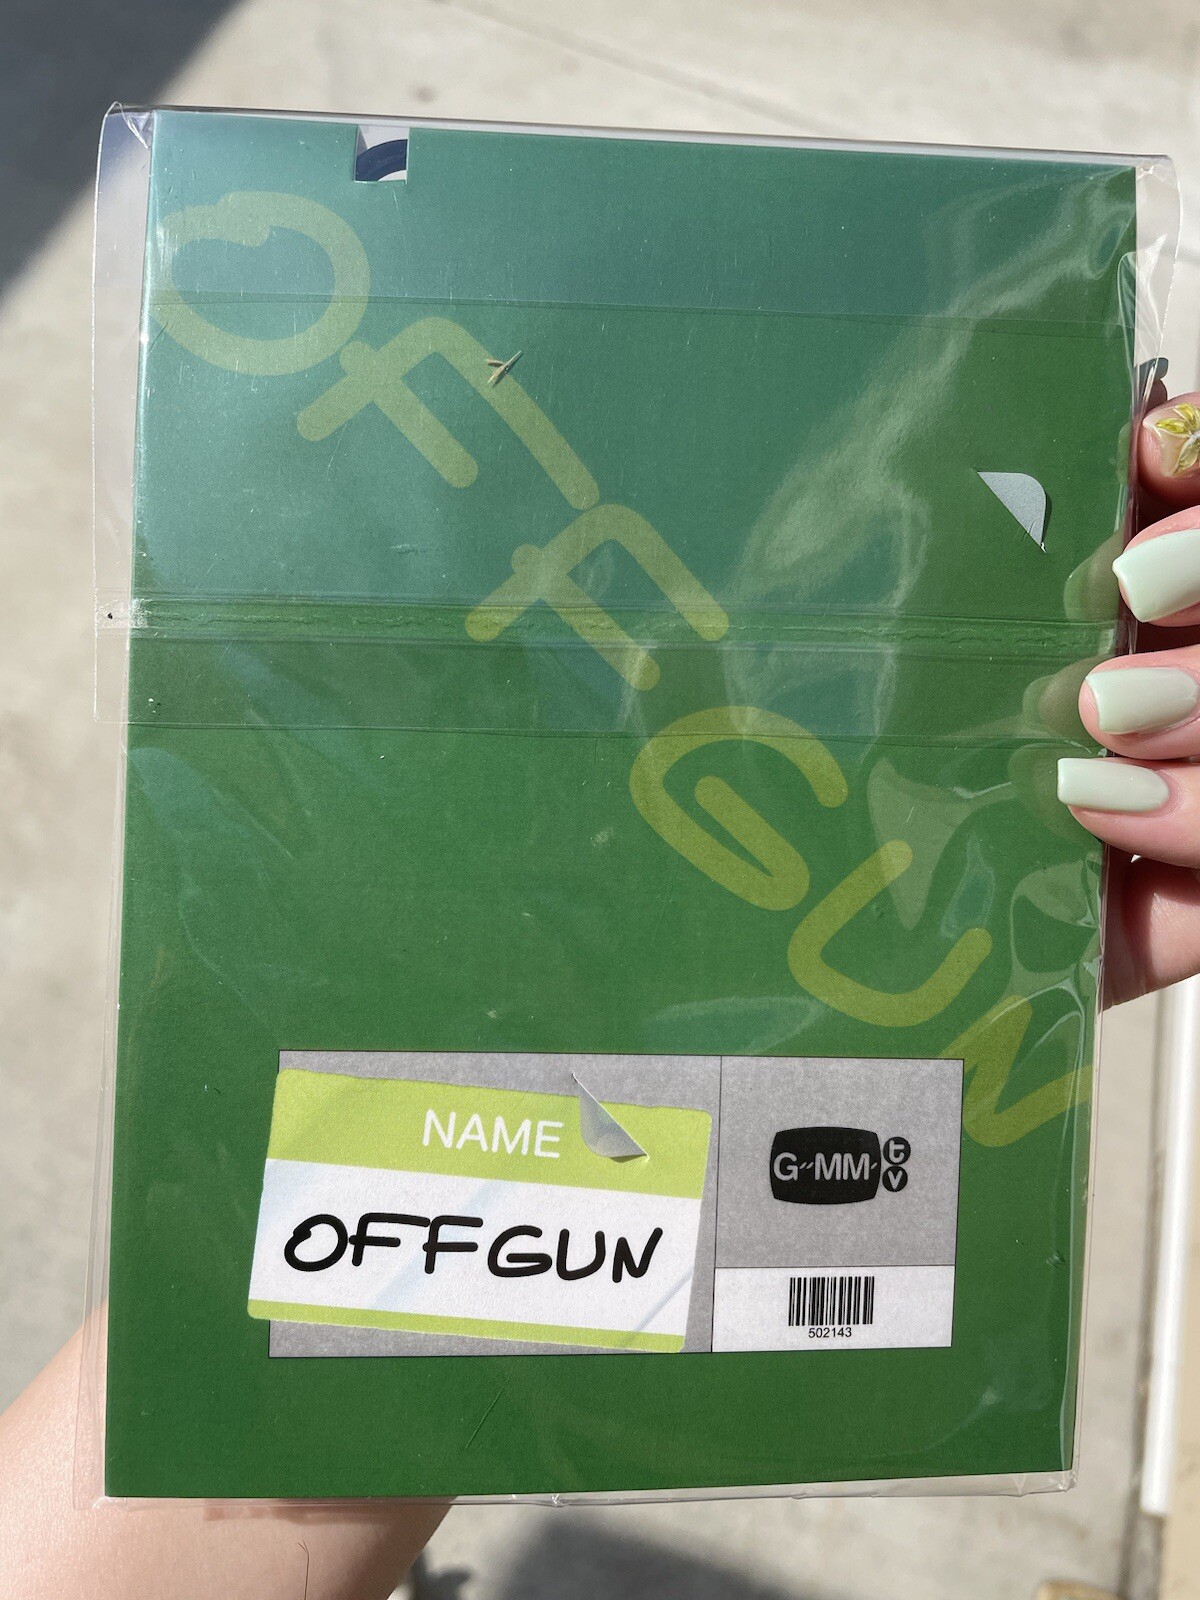 OFFGUN
NAME
OFFGUN
G-MM-
tv
502143